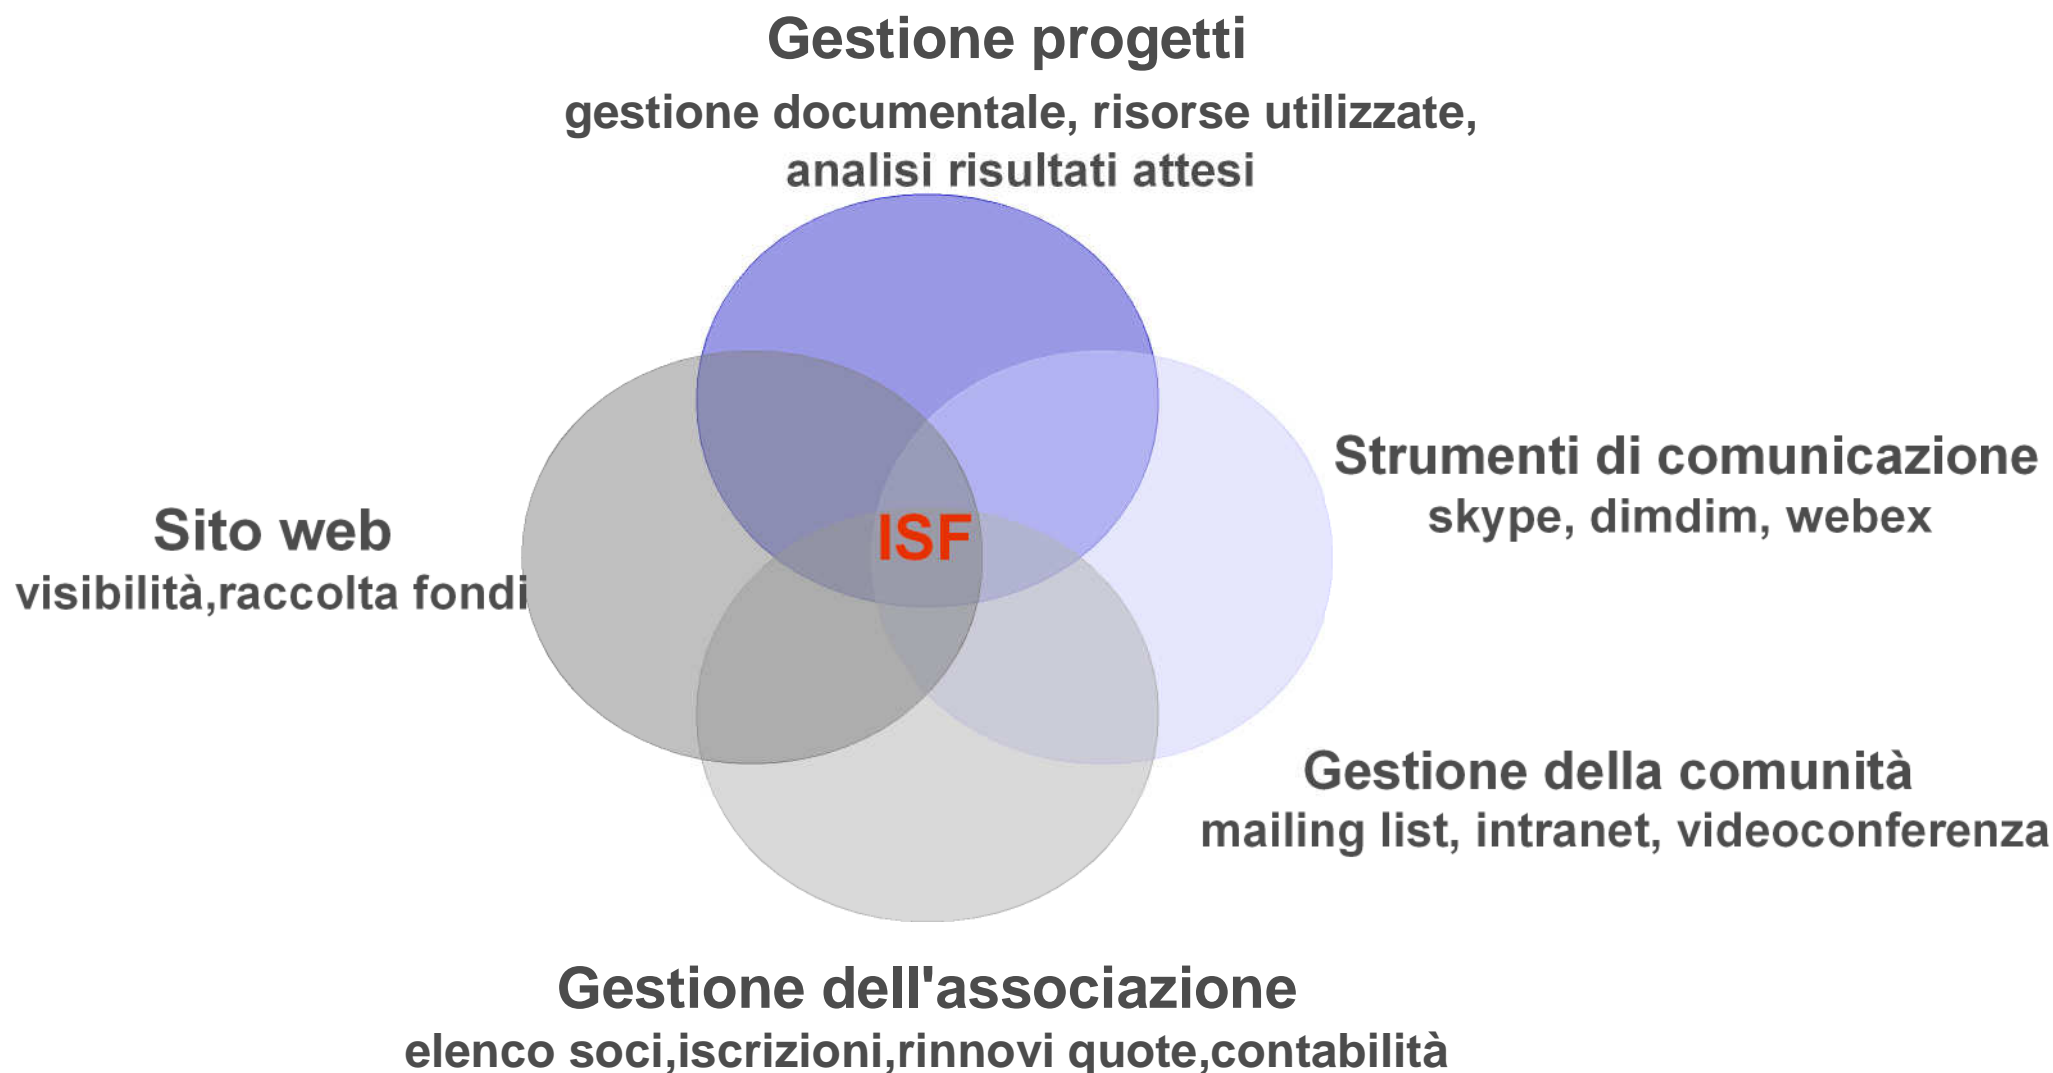 Gestione progetti
gestione documentale, risorse utilizzate,
analisi risultati attesi
Strumenti di comunicazione
skype, dimdim, webex
Sito web
visibilità,raccolta fondi
ISF
Gestione della comunità
mailing list, intranet, videoconferenza
Gestione dell'associazione
elenco soci,iscrizioni,rinnovi quote,contabilità